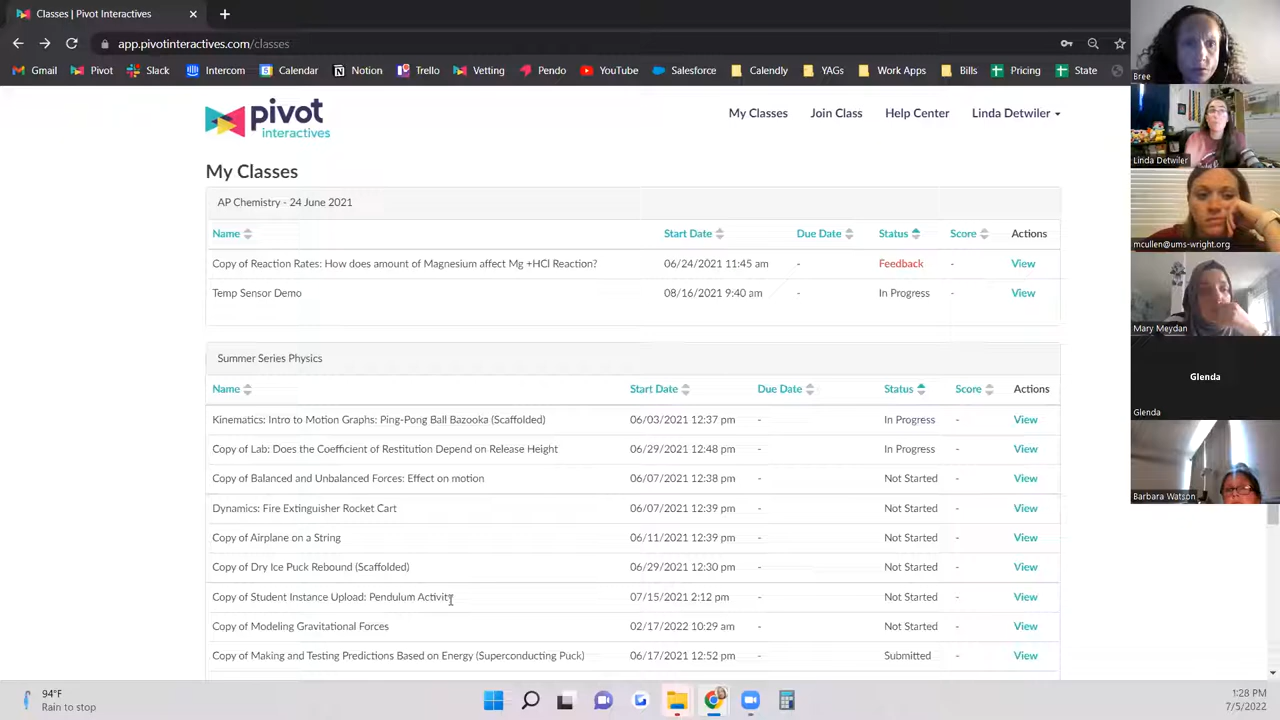 Classes | Pivot Interactives
app.pivotinteractives.com/classes
Gmail Pivot Slack Intercom Calendar Notion Tolio Vetting Pendo YouTube Salesforce Calendly YAGs Work Apps Bills Pricing State
pivot
interactives
My Classes Join Class Help Center Linda Detwiler
My Classes
AP Chemistry - 24 June 2021
Name Start Date Due Date Status Score Actions
Copy of Reaction Rates: How does amount of Magnesium affect Mg +HCl Reaction? 06/24/2021 11:45 am - Feedback - View
Temp Sensor Demo 08/16/2021 9:40 am - In Progress - View
Summer Series Physics
Name Start Date Due Date Status Score Actions
Kinematics: Intro to Motion Graphs: Ping-Pong Ball Bazooka (Scaffolded) 06/03/2021 12:37 pm - In Progress - View
Copy of Lab: Does the Coefficient of Restitution Depend on Release Height 06/29/2021 12:48 pm - In Progress - View
Copy of Balanced and Unbalanced Forces: Effect on motion 06/07/2021 12:38 pm - Not Started - View
Dynamics: Fire Extinguisher Rocket Cart 06/07/2021 12:39 pm - Not Started - View
Copy of Airplane on a String 06/11/2021 12:39 pm - Not Started - View
Copy of Dry Ice Puck Rebound (Scaffolded) 06/29/2021 12:30 pm - Not Started - View
Copy of Student Instance Upload: Pendulum Activity 07/15/2021 2:12 pm - Not Started - View
Copy of Modeling Gravitational Forces 02/17/2022 10:29 am - Not Started - View
Copy of Making and Testing Predictions Based on Energy (Superconducting Puck) 06/17/2021 12:52 pm - Submitted - View
Bree
Linda Detwiler
mcullen@ums-wright.org
Mary Meydan
Glenda
Glenda
Barbara Watson
94°F
Rain to stop
1:28 PM
7/5/2022